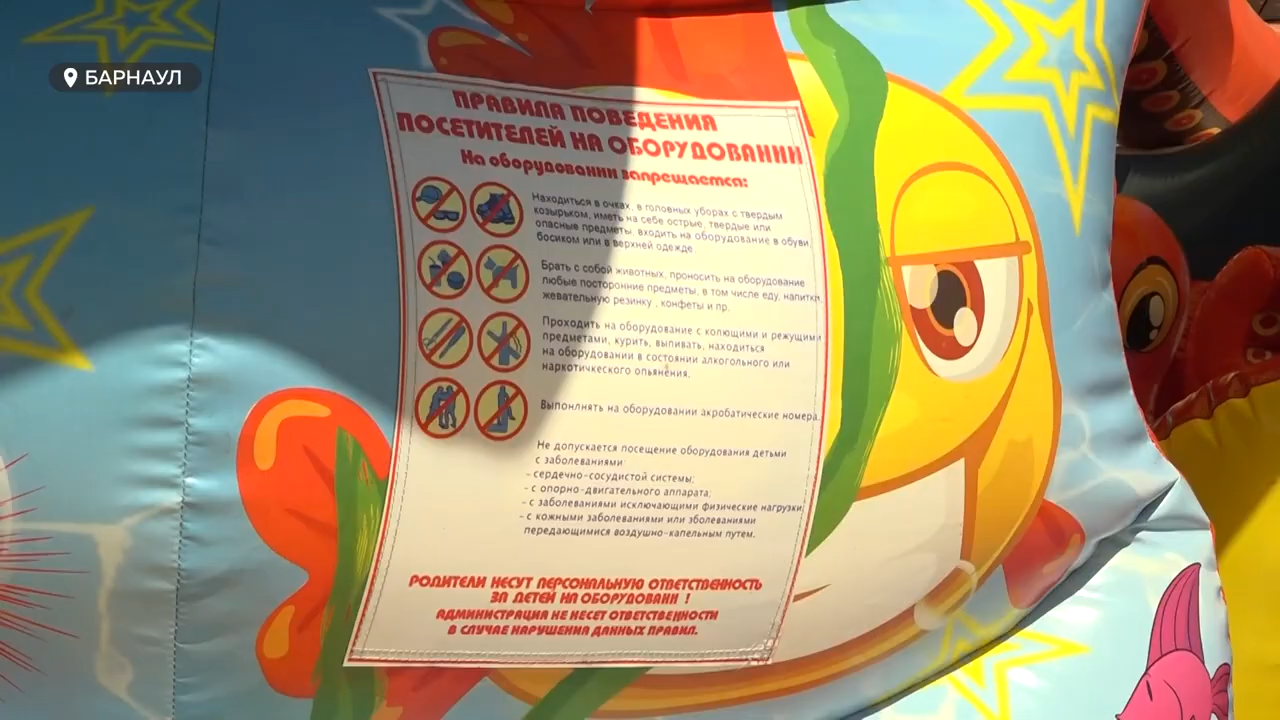 БАРНАУЛ
ПРАВИЛА ПОВЕДЕНИЯ
ПОСЕТИТЕЛЕЙ НА ОБОРУДОВАНИИ
На оборудовании запрещается:
Находиться в очках, в головных уборах с твердым
козырьком, иметь на себе острые, твердые или
опасные предметы, входить на оборудование в обуви,
босиком или в верхней одежде.
Брать с собой животных, проносить на оборудование
любые посторонние предметы, в том числе еду, напитки,
жевательную резинку , конфеты и пр.
Проходить на оборудование с колющими и режущими
предметами, курить, выпивать, находиться
на оборудовании в состоянии алкогольного или
наркотичкеского опьянения.
Выпонлнять на оборудовании акробатические номера.
Не допускается посещение оборудования детьми
с заболеваниями:
- сердечно-сосудистой системы;
- с опорно-двигательного аппарата;
- с заболеваниями исключающими физические нагрузки;
- с кожными заболеваниями или зболеваниями
передающимися воздушно-капельным путем.
РОДИТЕЛИ НЕСУТ ПЕРСОНАЛЬНУЮ ОТВЕТСТВЕННОСТЬ
ЗА ДЕТЕЙ НА ОБОРУДОВАНИ !
АДМИНИСТРАЦИЯ НЕ НЕСЕТ ОТВЕТСТВЕННОСТИ
В СЛУЧАЕ НАРУШЕНИЯ ДАННЫХ ПРАВИЛ.